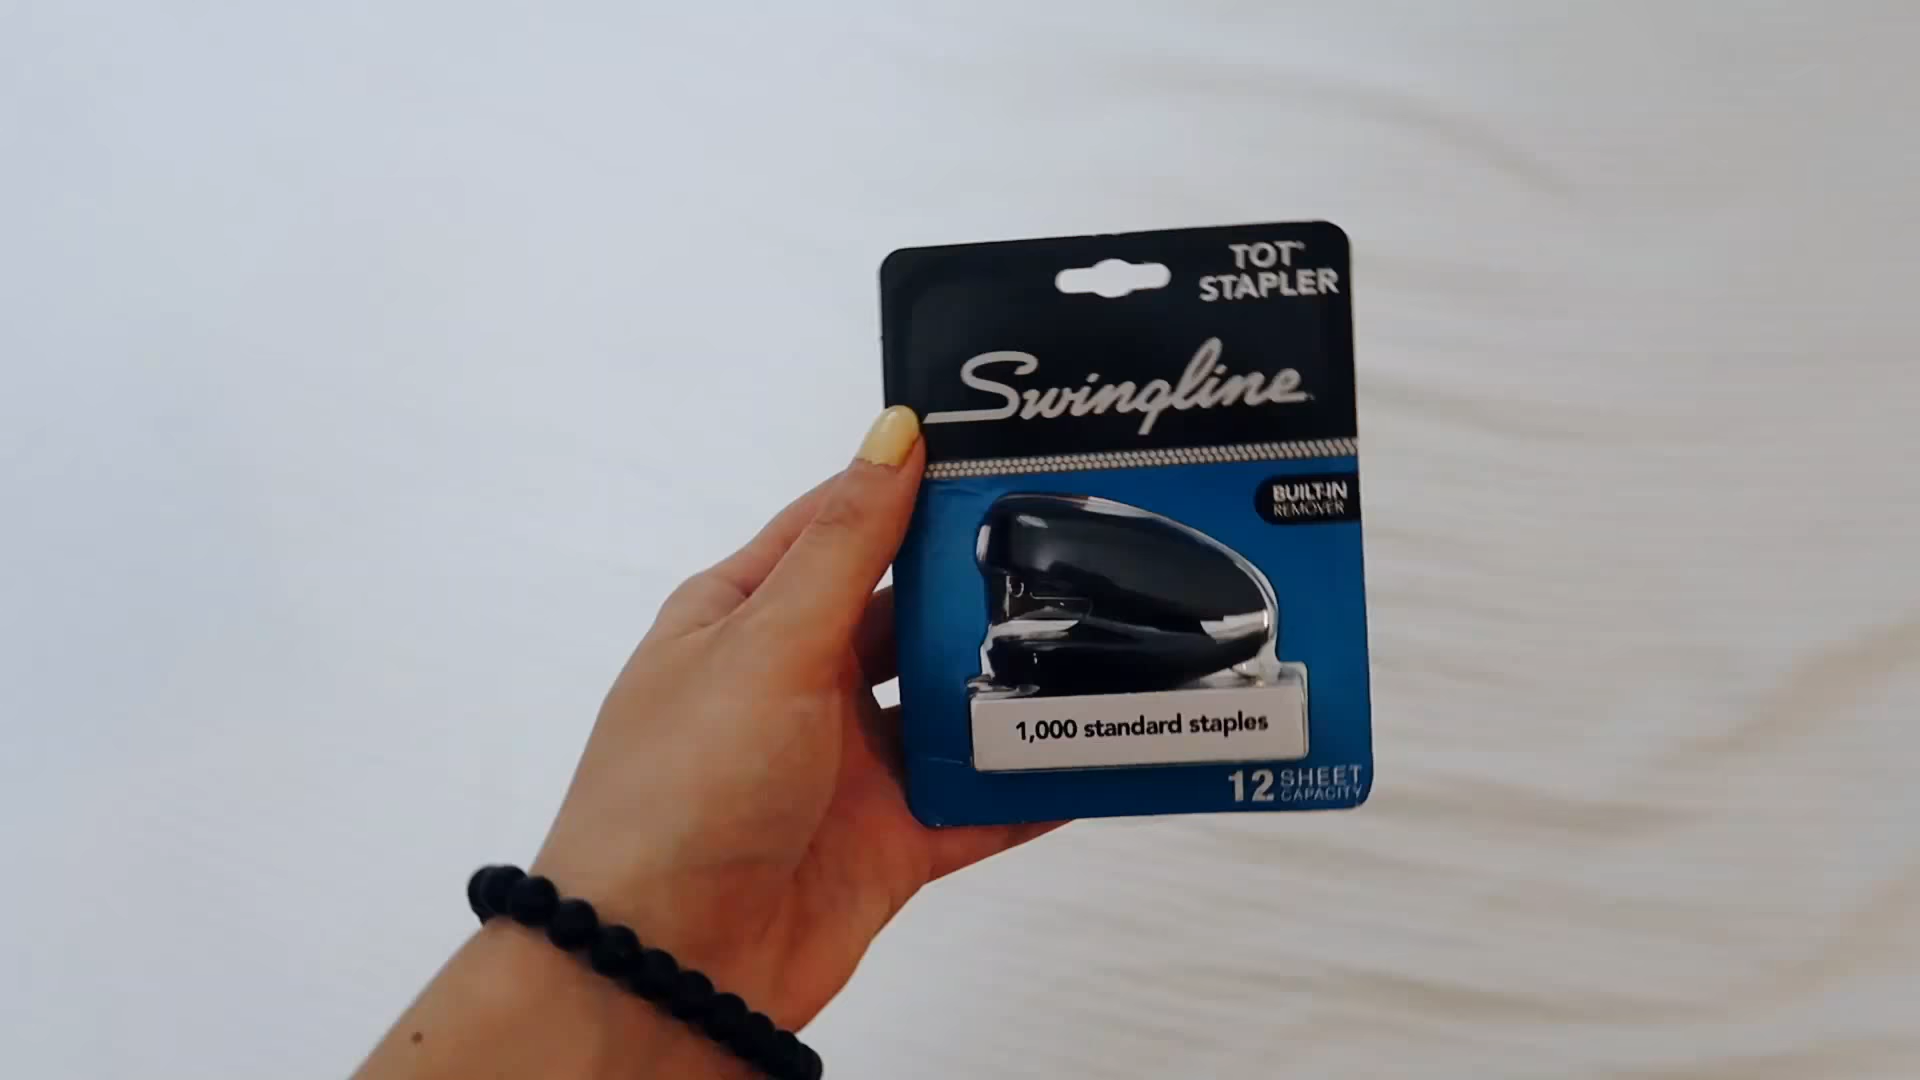 TOT®
STAPLER
Swingline
BUILT-IN
REMOVER
1,000 standard staples
12 SHEET
CAPACITY